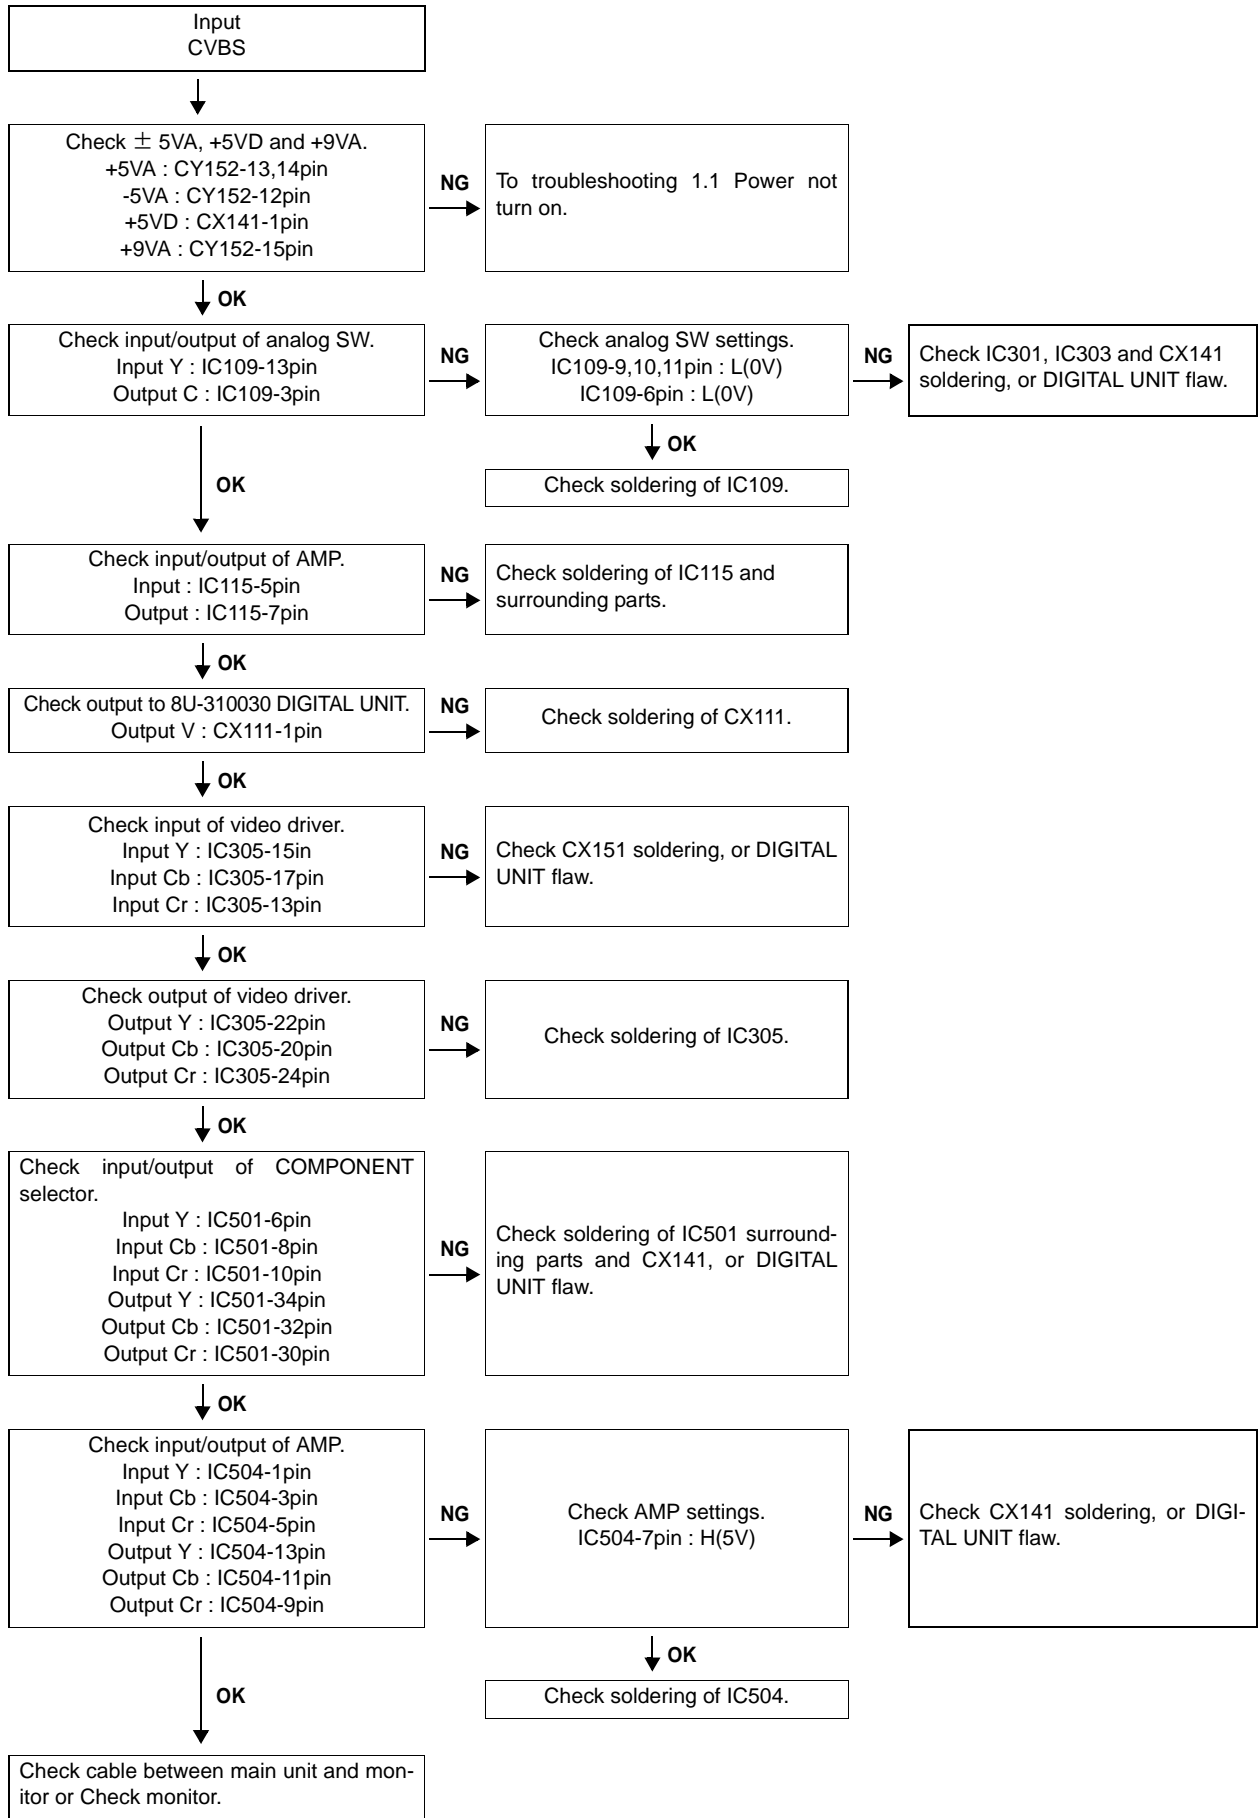 Input
CVBS
Check ± 5VA, +5VD and +9VA.
+5VA : CY152-13,14pin
-5VA : CY152-12pin
+5VD : CX141-1pin
+9VA : CY152-15pin
NG
To troubleshooting 1.1 Power not
turn on.
OK
Check input/output of analog SW.
Input Y : IC109-13pin
Output C : IC109-3pin
NG
Check analog SW settings.
IC109-9,10,11pin : L(0V)
IC109-6pin : L(0V)
NG
Check IC301, IC303 and CX141
soldering, or DIGITAL UNIT flaw.
OK
Check soldering of IC109.
OK
Check input/output of AMP.
Input : IC115-5pin
Output : IC115-7pin
NG
Check soldering of IC115 and
surrounding parts.
OK
Check output to 8U-310030 DIGITAL UNIT.
Output V : CX111-1pin
NG
Check soldering of CX111.
OK
Check input of video driver.
Input Y : IC305-15in
Input Cb : IC305-17pin
Input Cr : IC305-13pin
NG
Check CX151 soldering, or DIGITAL
UNIT flaw.
OK
Check output of video driver.
Output Y : IC305-22pin
Output Cb : IC305-20pin
Output Cr : IC305-24pin
NG
Check soldering of IC305.
OK
Check input/output of COMPONENT
selector.
Input Y : IC501-6pin
Input Cb : IC501-8pin
Input Cr : IC501-10pin
Output Y : IC501-34pin
Output Cb : IC501-32pin
Output Cr : IC501-30pin
NG
Check soldering of IC501 surround-
ing parts and CX141, or DIGITAL
UNIT flaw.
OK
Check input/output of AMP.
Input Y : IC504-1pin
Input Cb : IC504-3pin
Input Cr : IC504-5pin
Output Y : IC504-13pin
Output Cb : IC504-11pin
Output Cr : IC504-9pin
NG
Check AMP settings.
IC504-7pin : H(5V)
NG
Check CX141 soldering, or DIGI-
TAL UNIT flaw.
OK
Check soldering of IC504.
OK
Check cable between main unit and mon-
itor or Check monitor.